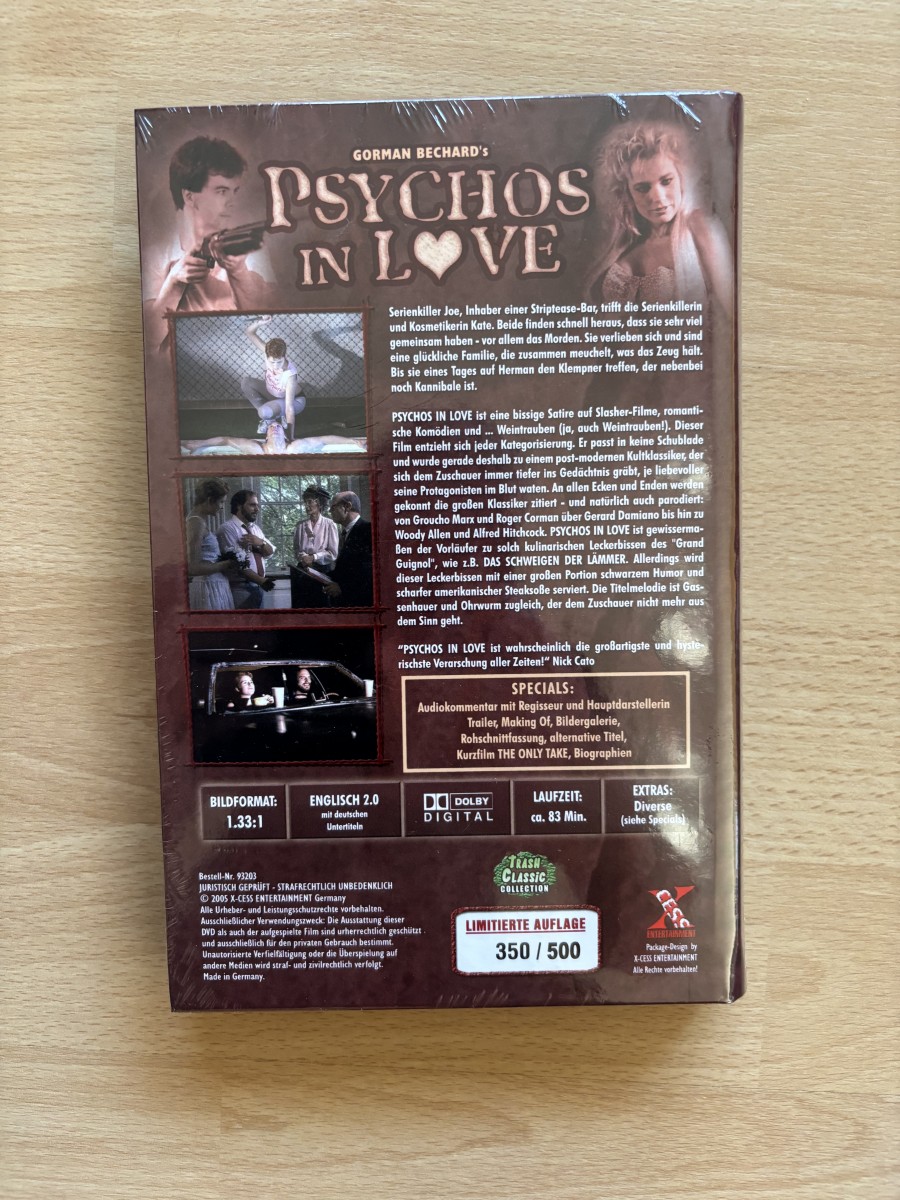 GORMAN BECHARD's
PSYCHOS
IN LOVE
Serienkiller Joe, Inhaber einer Striptease-Bar, trifft die Serienkillerin
und Kosmetikerin Kate. Beide finden schnell heraus, dass sie sehr viel
gemeinsam haben - vor allem das Morden. Sie verlieben sich und sind
eine glückliche Familie, die zusammen meuchelt, was das Zeug hält.
Bis sie eines Tages auf Herman den Klempner treffen, der nebenbei
noch Kannibale ist.
PSYCHOS IN LOVE ist eine bissige Satire auf Slasher-Filme, romanti-
sche Komödien und ... Weintrauben (ja, auch Weintrauben!). Dieser
Film entzieht sich jeder Kategorisierung. Er passt in keine Schublade
und wurde gerade deshalb zu einem post-modernen Kultklassiker, der
sich dem Zuschauer immer tiefer ins Gedächtnis gräbt, je liebevoller
seine Protagonisten im Blut waten. An allen Ecken und Enden werden
gekonnt die großen Klassiker zitiert - und natürlich auch parodiert:
von Groucho Marx und Roger Corman über Gerard Damiano bis hin zu
Woody Allen und Alfred Hitchcock. PSYCHOS IN LOVE ist gewisserma-
ßen der Vorläufer zu solch kulinarischen Leckerbissen des "Grand
Guignol", wie z.B. DAS SCHWEIGEN DER LÄMMER. Allerdings wird
dieser Leckerbissen mit einer großen Portion schwarzem Humor und
scharfer amerikanischer Steaksoße serviert. Die Titelmelodie ist Gas-
senhauer und Ohrwurm zugleich, der dem Zuschauer nicht mehr aus
dem Sinn geht.
"PSYCHOS IN LOVE ist wahrscheinlich die großartigste und hyste-
rischste Verarschung aller Zeiten!" Nick Cato
SPECIALS:
Audiokommentar mit Regisseur und Hauptdarstellerin
Trailer, Making Of, Bildergalerie,
Rohschnittfassung, alternative Titel,
Kurzfilm THE ONLY TAKE, Biographien
BILDFORMAT:
1.33:1
ENGLISCH 2.0
mit deutschen
Untertiteln
DOLBY
DIGITAL
LAUFZEIT:
ca. 83 Min.
EXTRAS:
Diverse
(siehe Specials)
Bestell-Nr. 93203
JURISTISCH GEPRÜFT - STRAFRECHTLICH UNBEDENKLICH
© 2005 X-CESS ENTERTAINMENT Germany
Alle Urheber- und Leistungsschutzrechte vorbehalten.
Ausschließlicher Verwendungszweck: Die Ausstattung dieser
DVD als auch der aufgespielte Film sind urherrechtlich geschützt
und ausschließlich für den privaten Gebrauch bestimmt.
Unautorisierte Verfielfältigung oder die Überspielung auf
andere Medien wird straf- und zivilrechtlich verfolgt.
Made in Germany.
TRASH
CLASSIC
COLLECTION
LIMITIERTE AUFLAGE
350 / 500
X CESS
ENTERTAINMENT
Package-Design by
X-CESS ENTERTAINMENT
Alle Rechte vorbehalten!